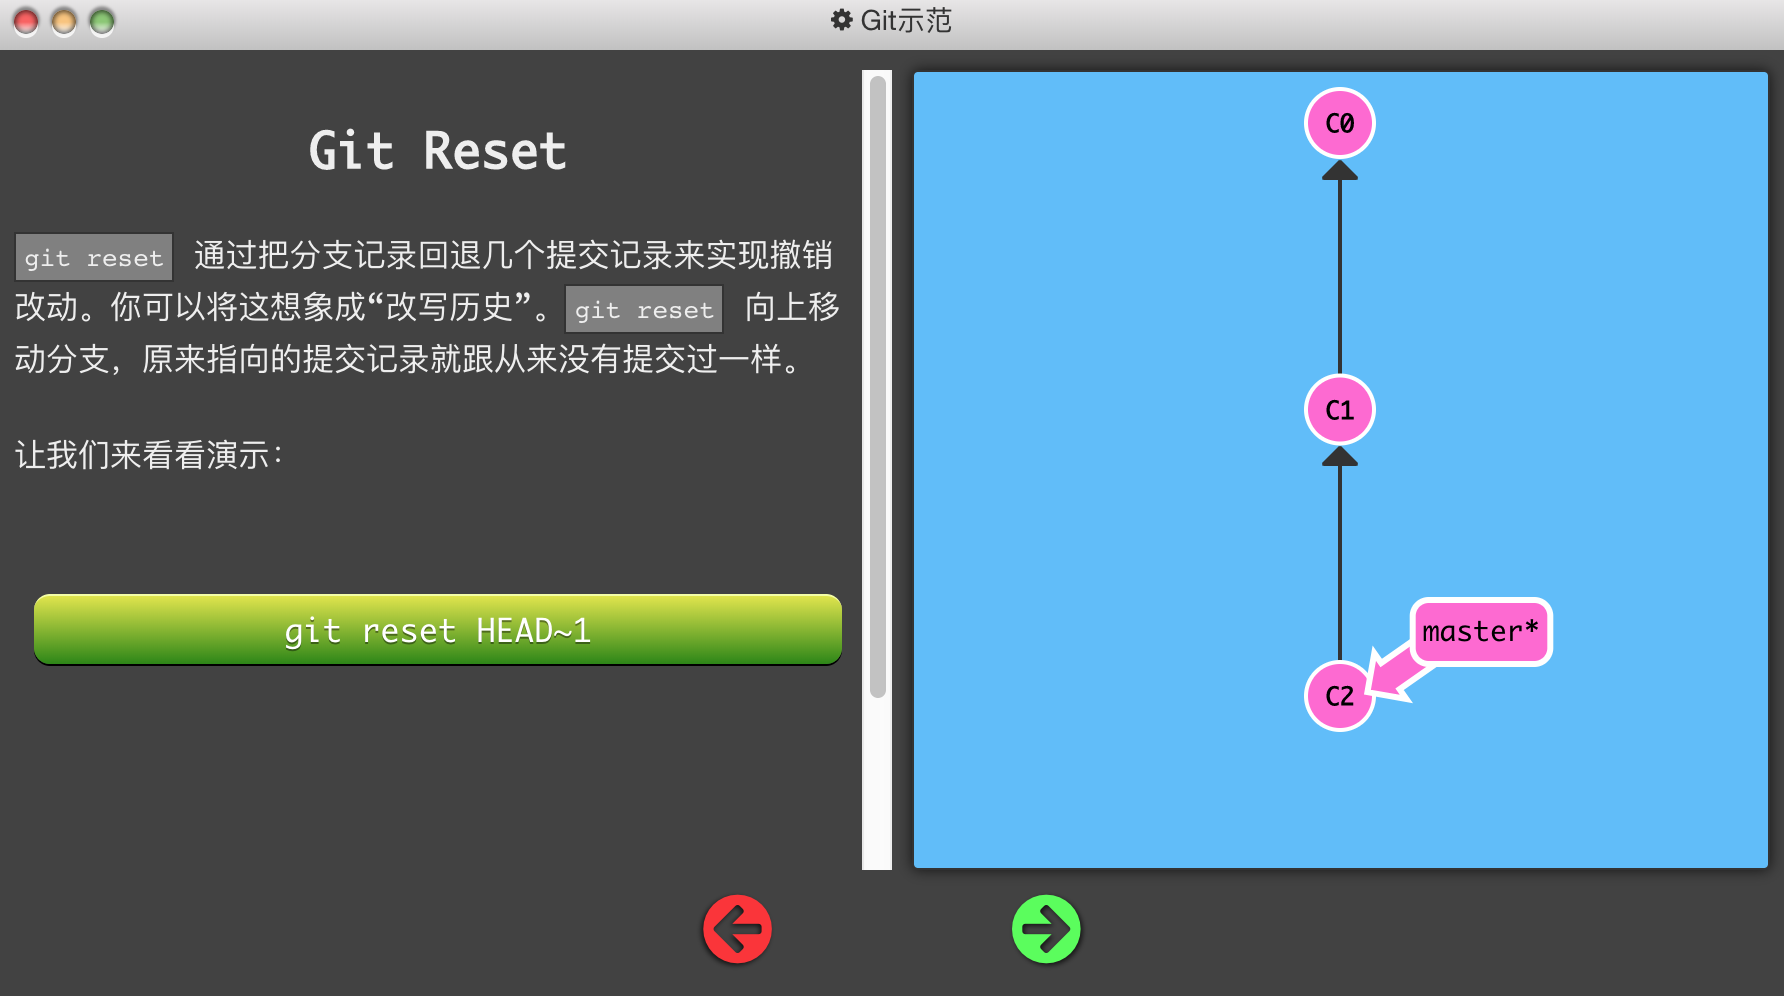 Git示范
Git Reset
git reset 通过把分支记录回退几个提交记录来实现撤销
改动。你可以将这想象成“改写历史”。git reset 向上移
动分支，原来指向的提交记录就跟从来没有提交过一样。
让我们来看看演示：
git reset HEAD~1
C0
C1
master*
C2